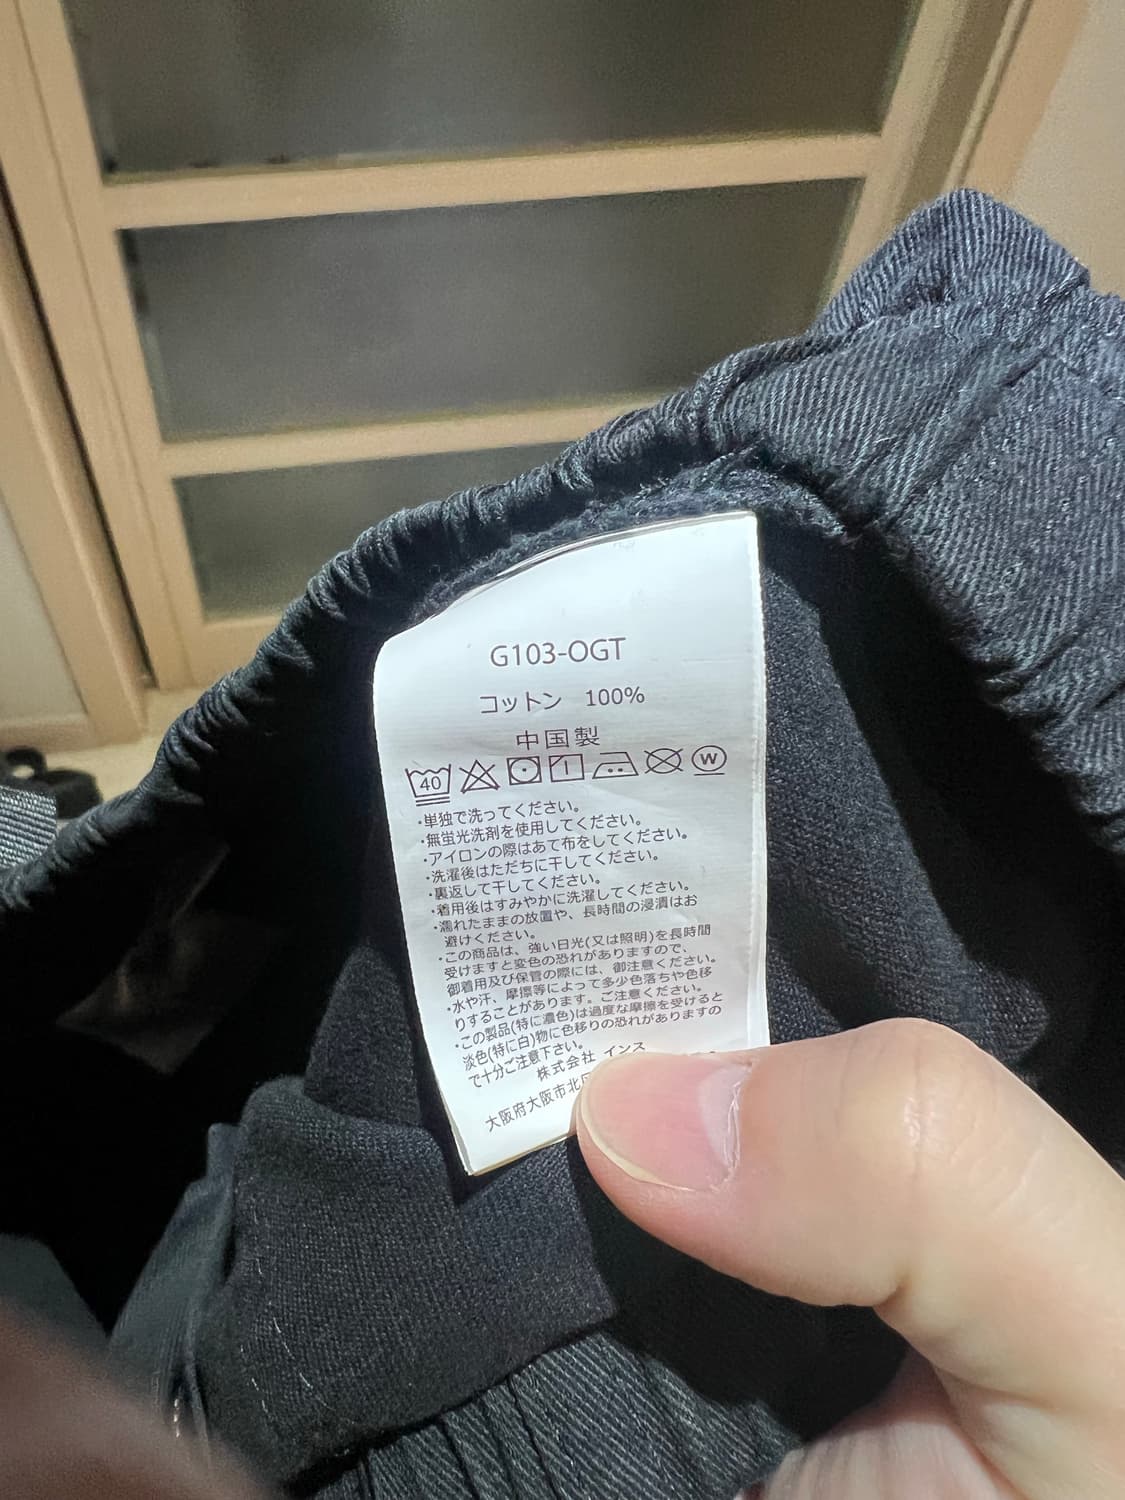 G103-OGT
コットン 100%
中国製
40 W
・単独で洗ってください。
・無蛍光洗剤を使用してください。
・アイロンの際はあて布をしてください。
・洗濯後はただちに干してください。
・裏返して干してください。
・着用後はすみやかに洗濯してください。
・濡れたままの放置や、長時間の浸漬はお
避けください。
・この商品は、強い日光(又は照明)を長時間
受けますと変色の恐れがありますので、
御着用及び保管の際には、御注意ください。
・水や汗、摩擦等によって多少色落ちや色移
りすることがあります。ご注意ください。
・この製品(特に濃色)は過度な摩擦を受けると
淡色(特に白)物に色移りの恐れがありますの
で十分ご注意下さい。
株式会社 インス
大阪府大阪市北